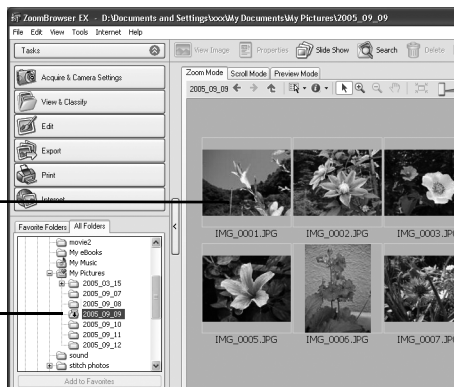 ZoomBrowser EX - D:\Documents and Settings\xxx\My Documents\My Pictures\2005_09_09
File Edit View Tools Internet Help
Tasks
View Image Properties Slide Show Search Delete
Acquire & Camera Settings
View & Classify
Edit
Export
Print
Internet
Zoom Mode Scroll Mode Preview Mode
2005_09_09
IMG_0001.JPG IMG_0002.JPG IMG_0003.JP
IMG_0005.JPG IMG_0006.JPG IMG_0007.JP
Favorite Folders All Folders
movie2
My eBooks
My Music
My Pictures
2005_03_15
2005_09_07
2005_09_08
2005_09_09
2005_09_10
2005_09_11
2005_09_12
sound
stitch photos
Add to Favorites